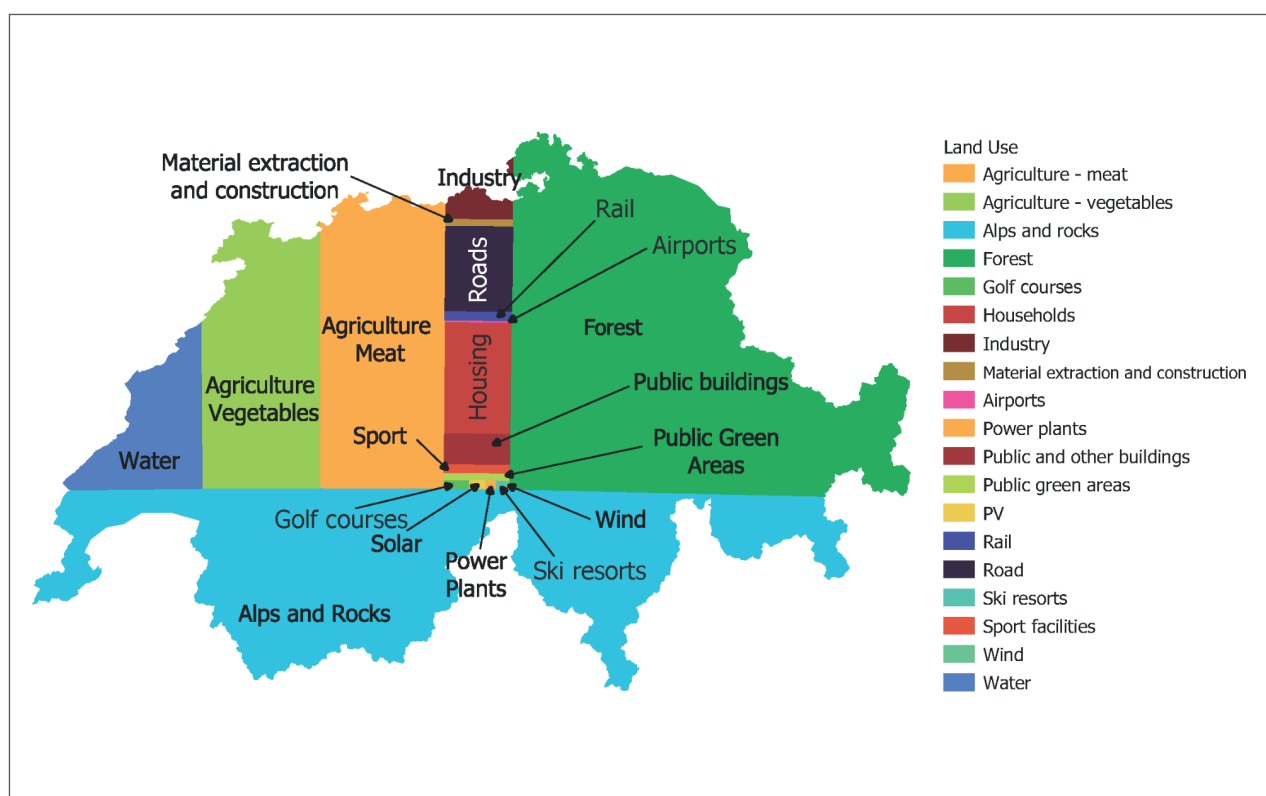 Material extraction
and construction
Industry
Rail
Airports
Roads
Agriculture
Meat
Forest
Housing
Agriculture
Vegetables
Public buildings
Sport
Public Green
Areas
Water
Golf courses
Solar
Wind
Power
Plants
Ski resorts
Alps and Rocks
Land Use
Agriculture - meat
Agriculture - vegetables
Alps and rocks
Forest
Golf courses
Households
Industry
Material extraction and construction
Airports
Power plants
Public and other buildings
Public green areas
PV
Rail
Road
Ski resorts
Sport facilities
Wind
Water